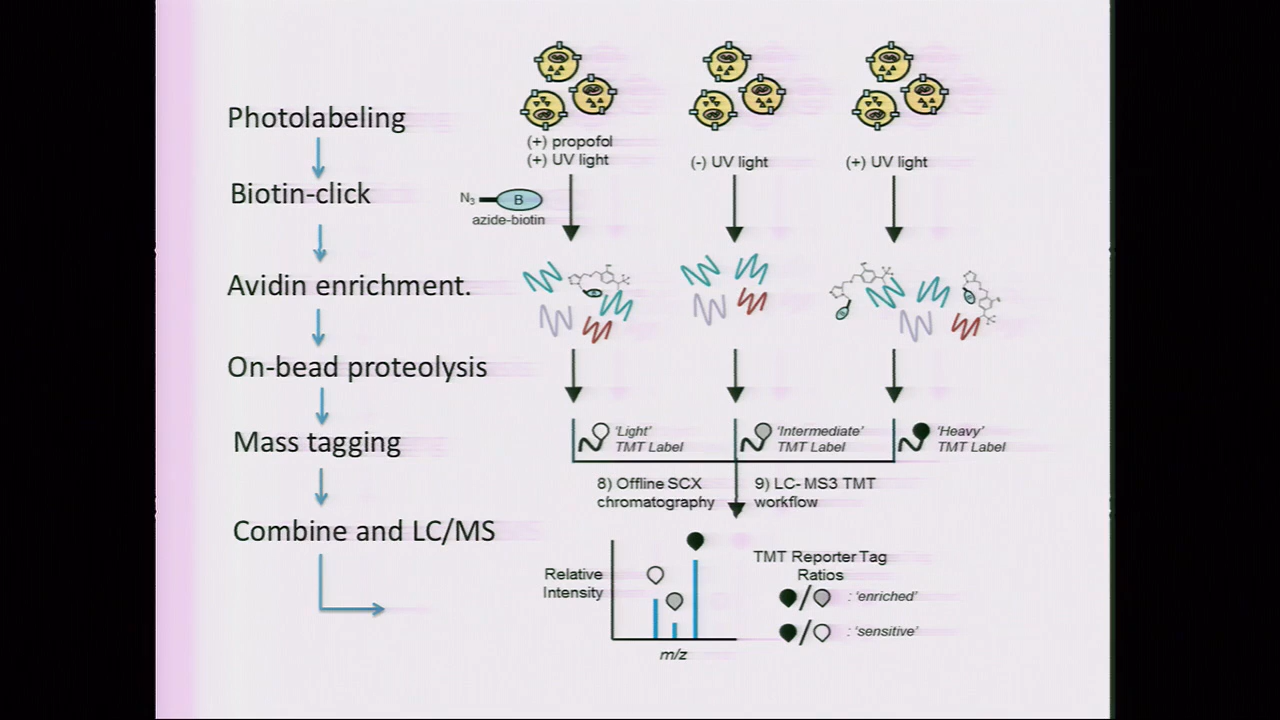 Photolabeling
Biotin-click
Avidin enrichment.
On-bead proteolysis
Mass tagging
Combine and LC/MS
(+) propofol
(+) UV light
(-) UV light
(+) UV light
N3
B
azide-biotin
'Light'
TMT Label
'Intermediate'
TMT Label
'Heavy'
TMT Label
8) Offline SCX
chromatography
9) LC- MS3 TMT
workflow
Relative
Intensity
m/z
TMT Reporter Tag
Ratios
/ : 'enriched'
/ : 'sensitive'